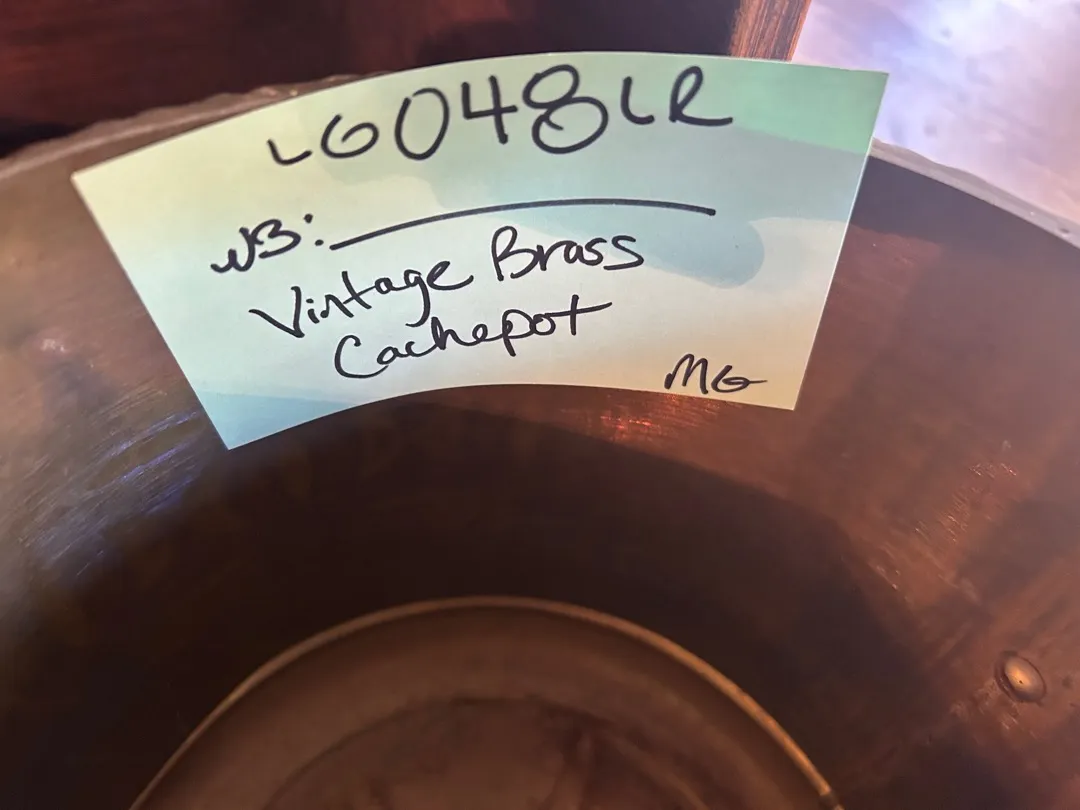 LG048LR
WB:
Vintage Brass
Cachepot
MG